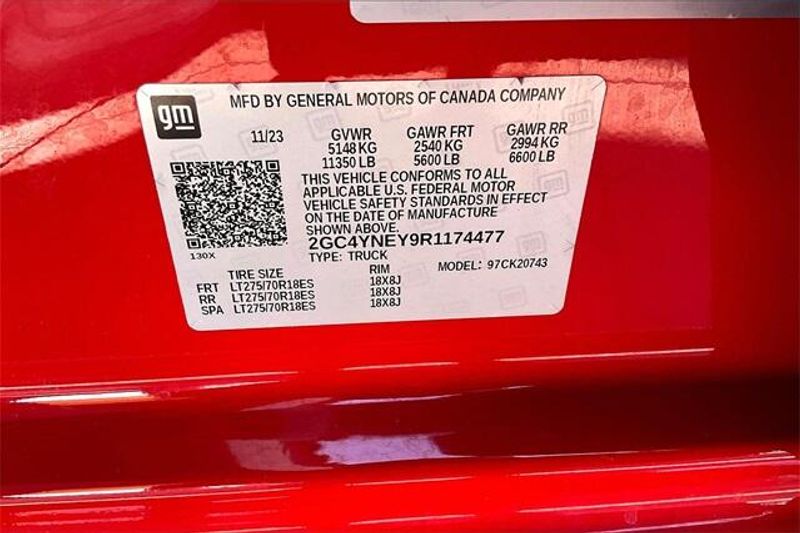 gm
MFD BY GENERAL MOTORS OF CANADA COMPANY
11/23 GVWR GAWR FRT GAWR RR
5148 KG 2540 KG 2994 KG
11350 LB 5600 LB 6600 LB
THIS VEHICLE CONFORMS TO ALL
APPLICABLE U.S. FEDERAL MOTOR
VEHICLE SAFETY STANDARDS IN EFFECT
ON THE DATE OF MANUFACTURE
SHOWN ABOVE.
2GC4YNEY9R1174477
130X
TYPE: TRUCK
MODEL: 97CK20743
TIRE SIZE RIM
FRT LT275/70R18ES 18X8J
RR LT275/70R18ES 18X8J
SPA LT275/70R18ES 18X8J